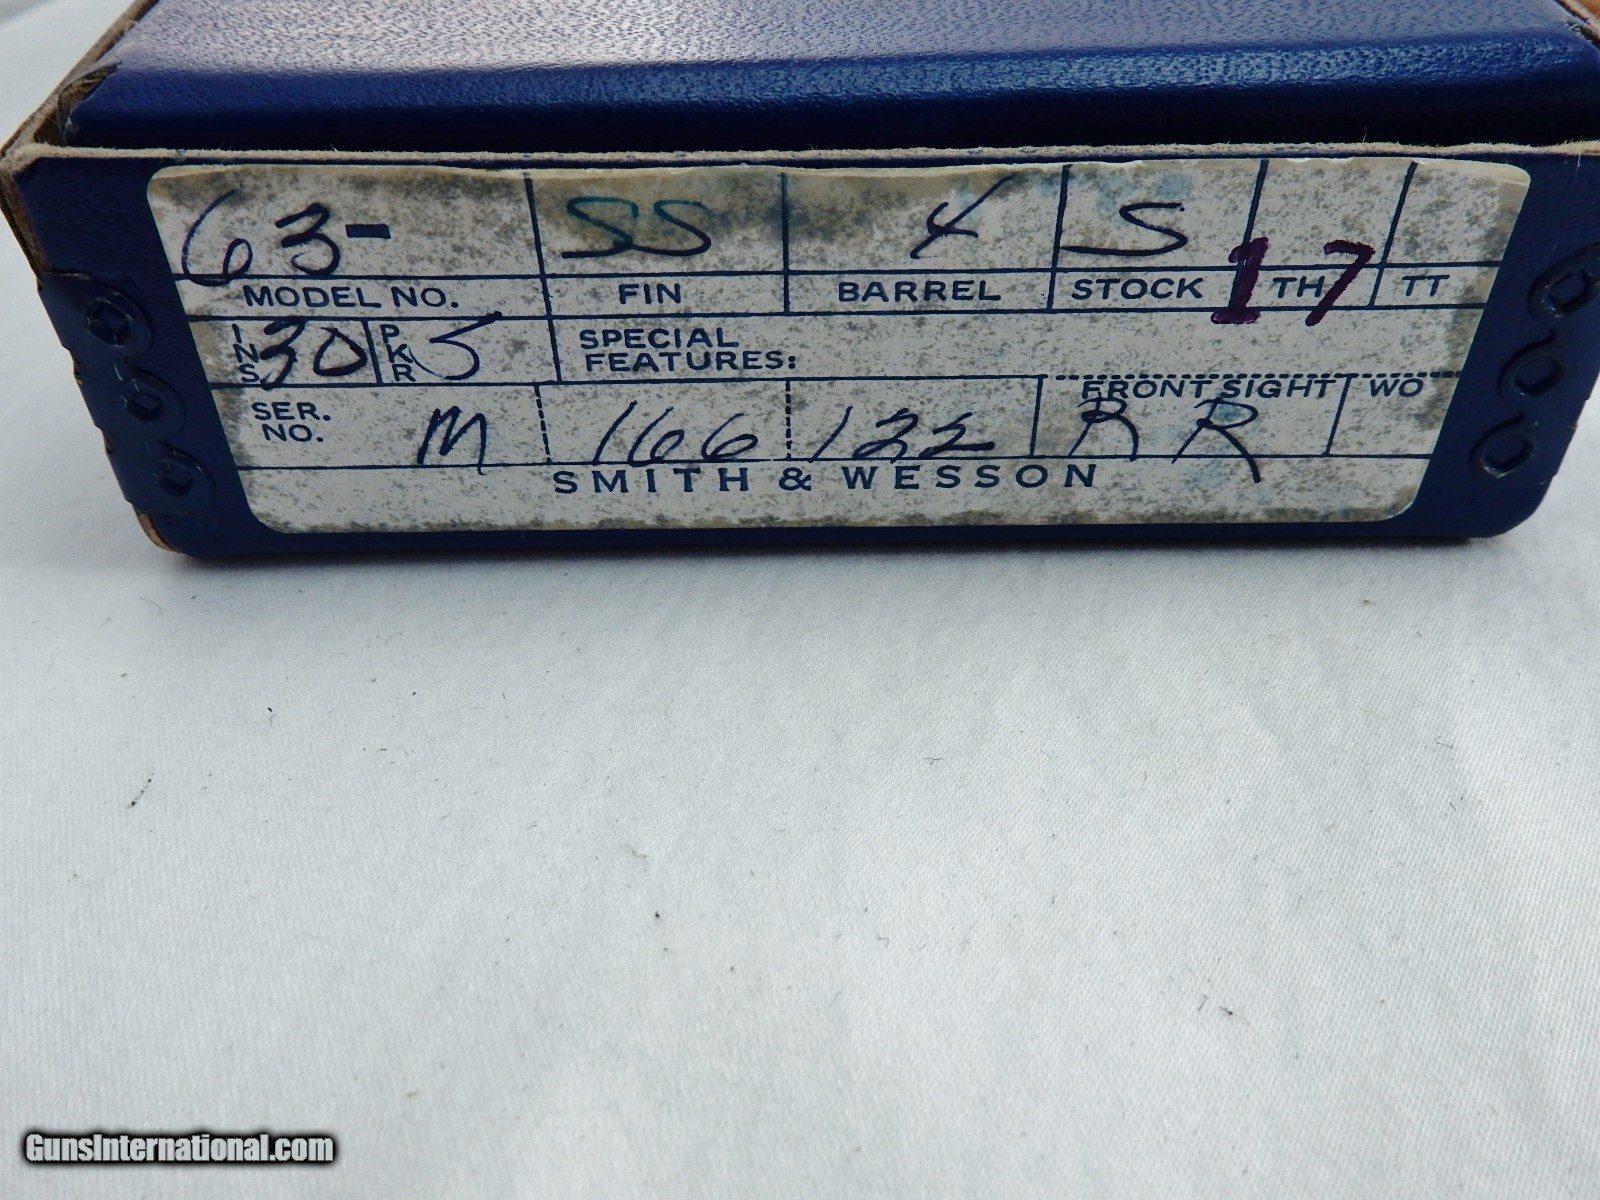 63- SS 4 S
MODEL NO. FIN BARREL STOCK 17 TH TT
INS 30 PKR 5 SPECIAL FEATURES:
FRONT SIGHT WO
SER. NO. M 166 122 RR
SMITH & WESSON
GunsInternational.com